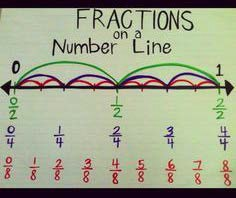 FRACTIONS
on a
Number Line
0 1
0/2 1/2 2/2
0/4 1/4 2/4 3/4 4/4
0/8 1/8 2/8 3/8 4/8 5/8 6/8 7/8 8/8